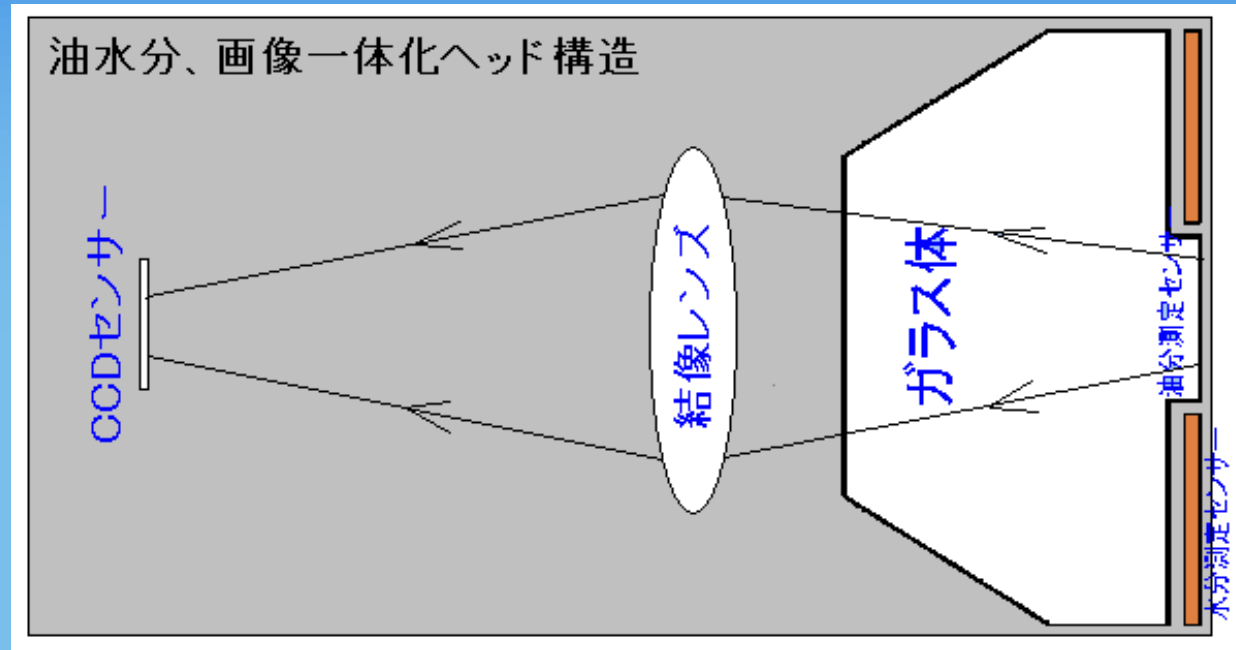 油水分、画像一体化ヘッド構造
CCDセンサー
結像レンズ
ガラス体
油分測定センサー
水分測定センサー